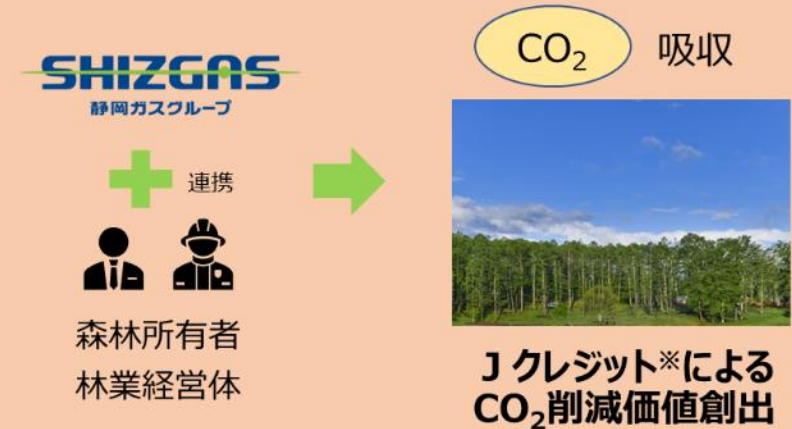 SHIZGAS
静岡ガスグループ
連携
森林所有者
林業経営体
CO₂ 吸収
Jクレジット※による
CO₂削減価値創出